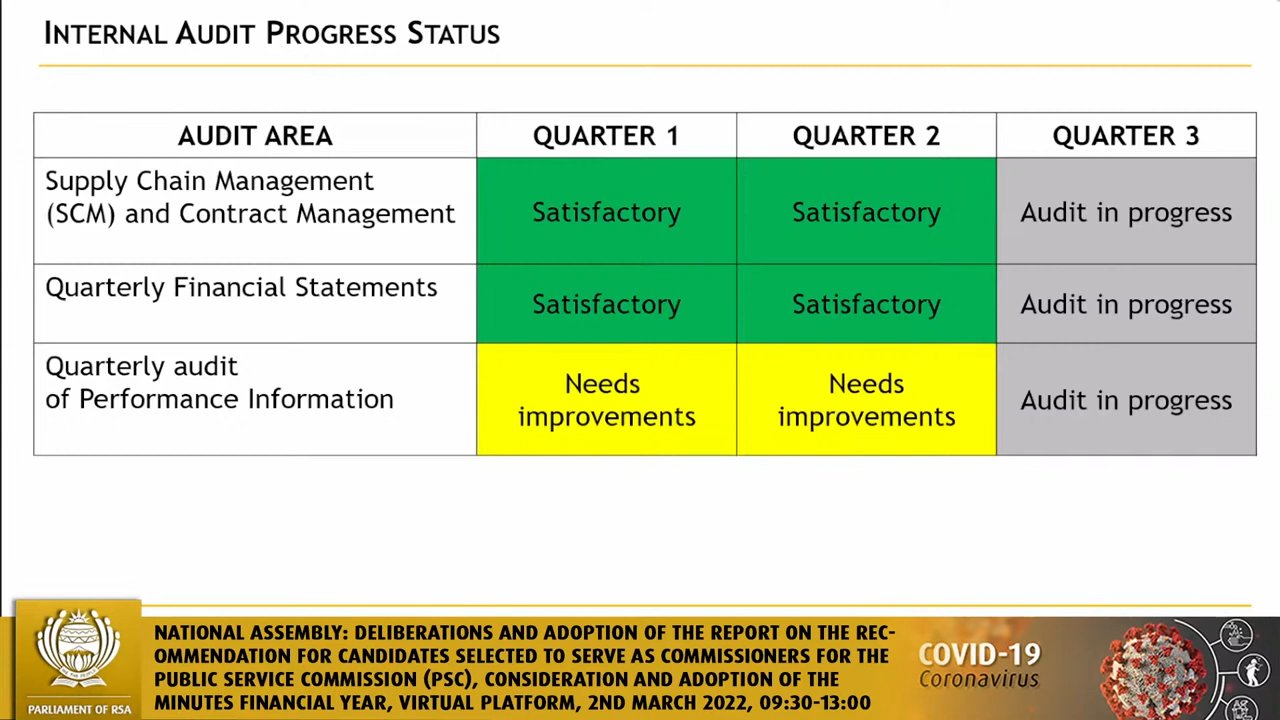 INTERNAL AUDIT PROGRESS STATUS
AUDIT AREA QUARTER 1 QUARTER 2 QUARTER 3
Supply Chain Management
(SCM) and Contract Management
Satisfactory Satisfactory Audit in progress
Quarterly Financial Statements
Satisfactory Satisfactory Audit in progress
Quarterly audit
of Performance Information
Needs
improvements
Needs
improvements
Audit in progress
NATIONAL ASSEMBLY: DELIBERATIONS AND ADOPTION OF THE REPORT ON THE REC-
OMMENDATION FOR CANDIDATES SELECTED TO SERVE AS COMMISSIONERS FOR THE
PUBLIC SERVICE COMMISSION (PSC), CONSIDERATION AND ADOPTION OF THE
MINUTES FINANCIAL YEAR, VIRTUAL PLATFORM, 2ND MARCH 2022, 09:30-13:00
PARLIAMENT OF RSA
COVID-19
Coronavirus